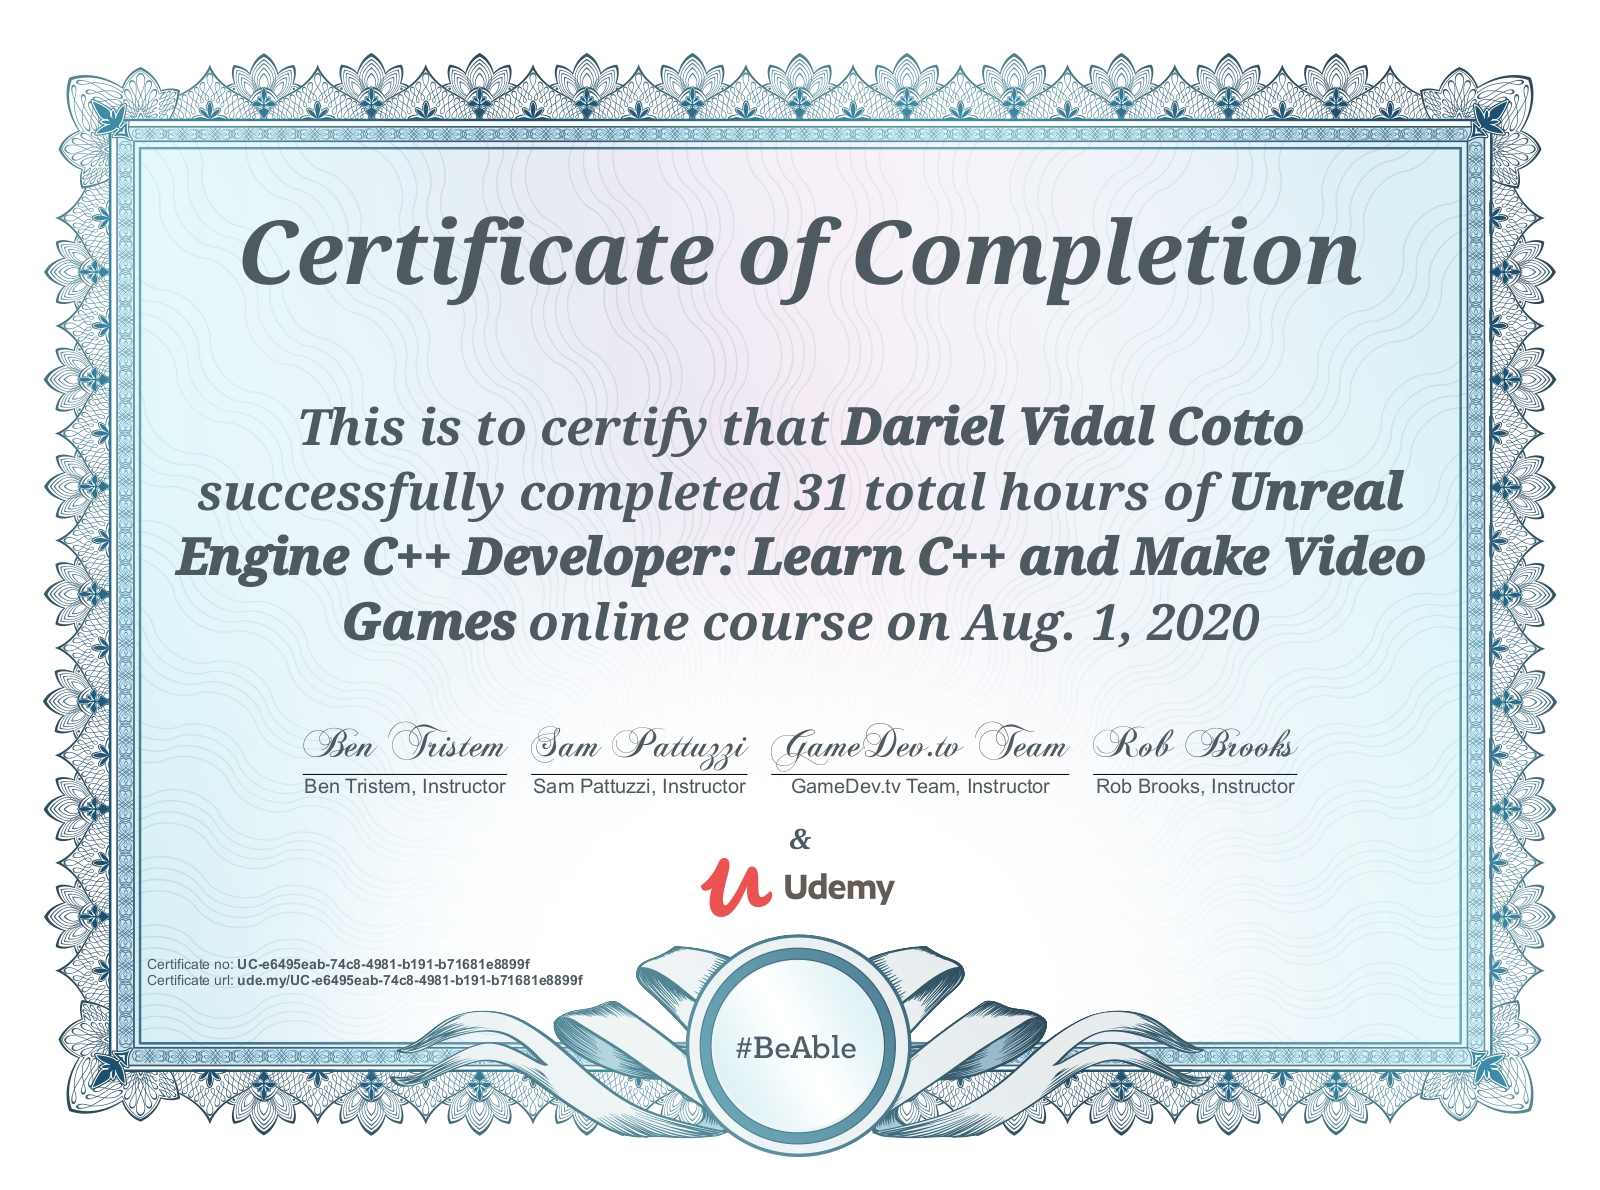 Certificate of Completion
This is to certify that Dariel Vidal Cotto
successfully completed 31 total hours of Unreal
Engine C++ Developer: Learn C++ and Make Video
Games online course on Aug. 1, 2020
Ben Tristem Sam Pattuzzi GameDev.tv Team Rob Brooks
Ben Tristem, Instructor Sam Pattuzzi, Instructor GameDev.tv Team, Instructor Rob Brooks, Instructor
&
Udemy
Certificate no: UC-e6495eab-74c8-4981-b191-b71681e8899f
Certificate url: ude.my/UC-e6495eab-74c8-4981-b191-b71681e8899f
#BeAble